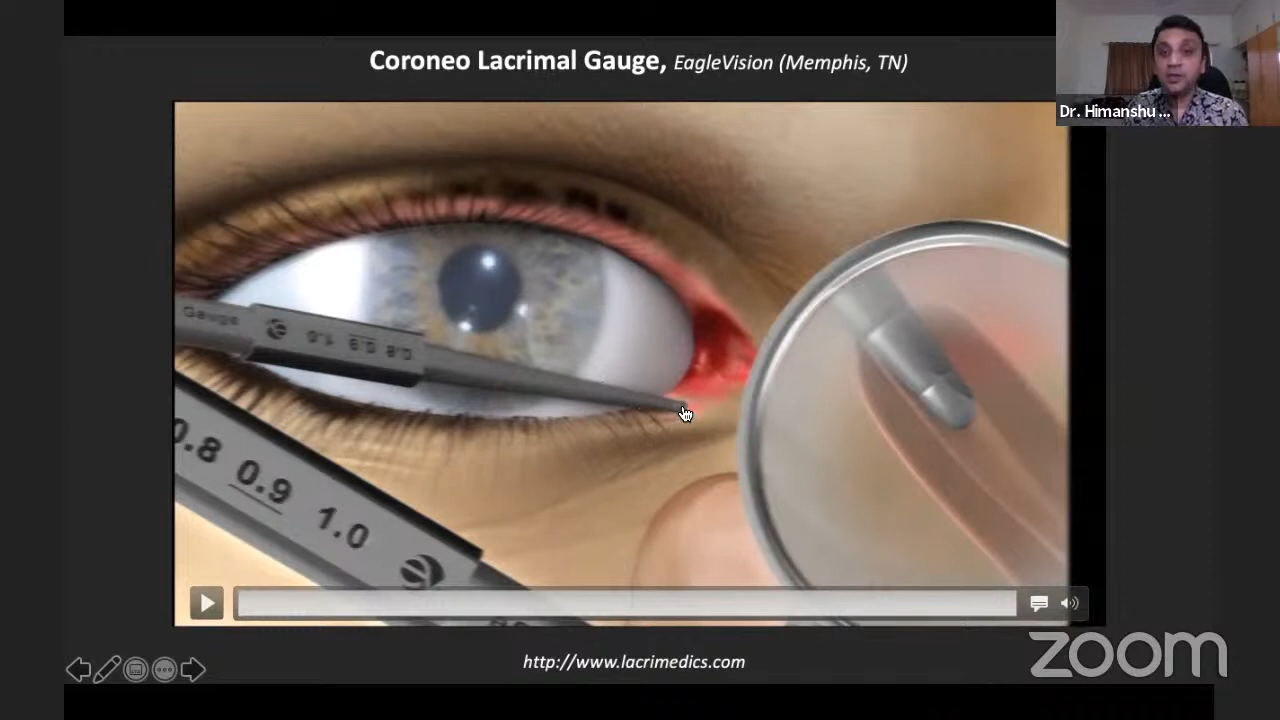 Coroneo Lacrimal Gauge, EagleVision (Memphis, TN)
Dr. Himanshu ...
Gauge
0.8 0.9 1.0
0.8 0.9 1.0
http://www.lacrimedics.com
zoom